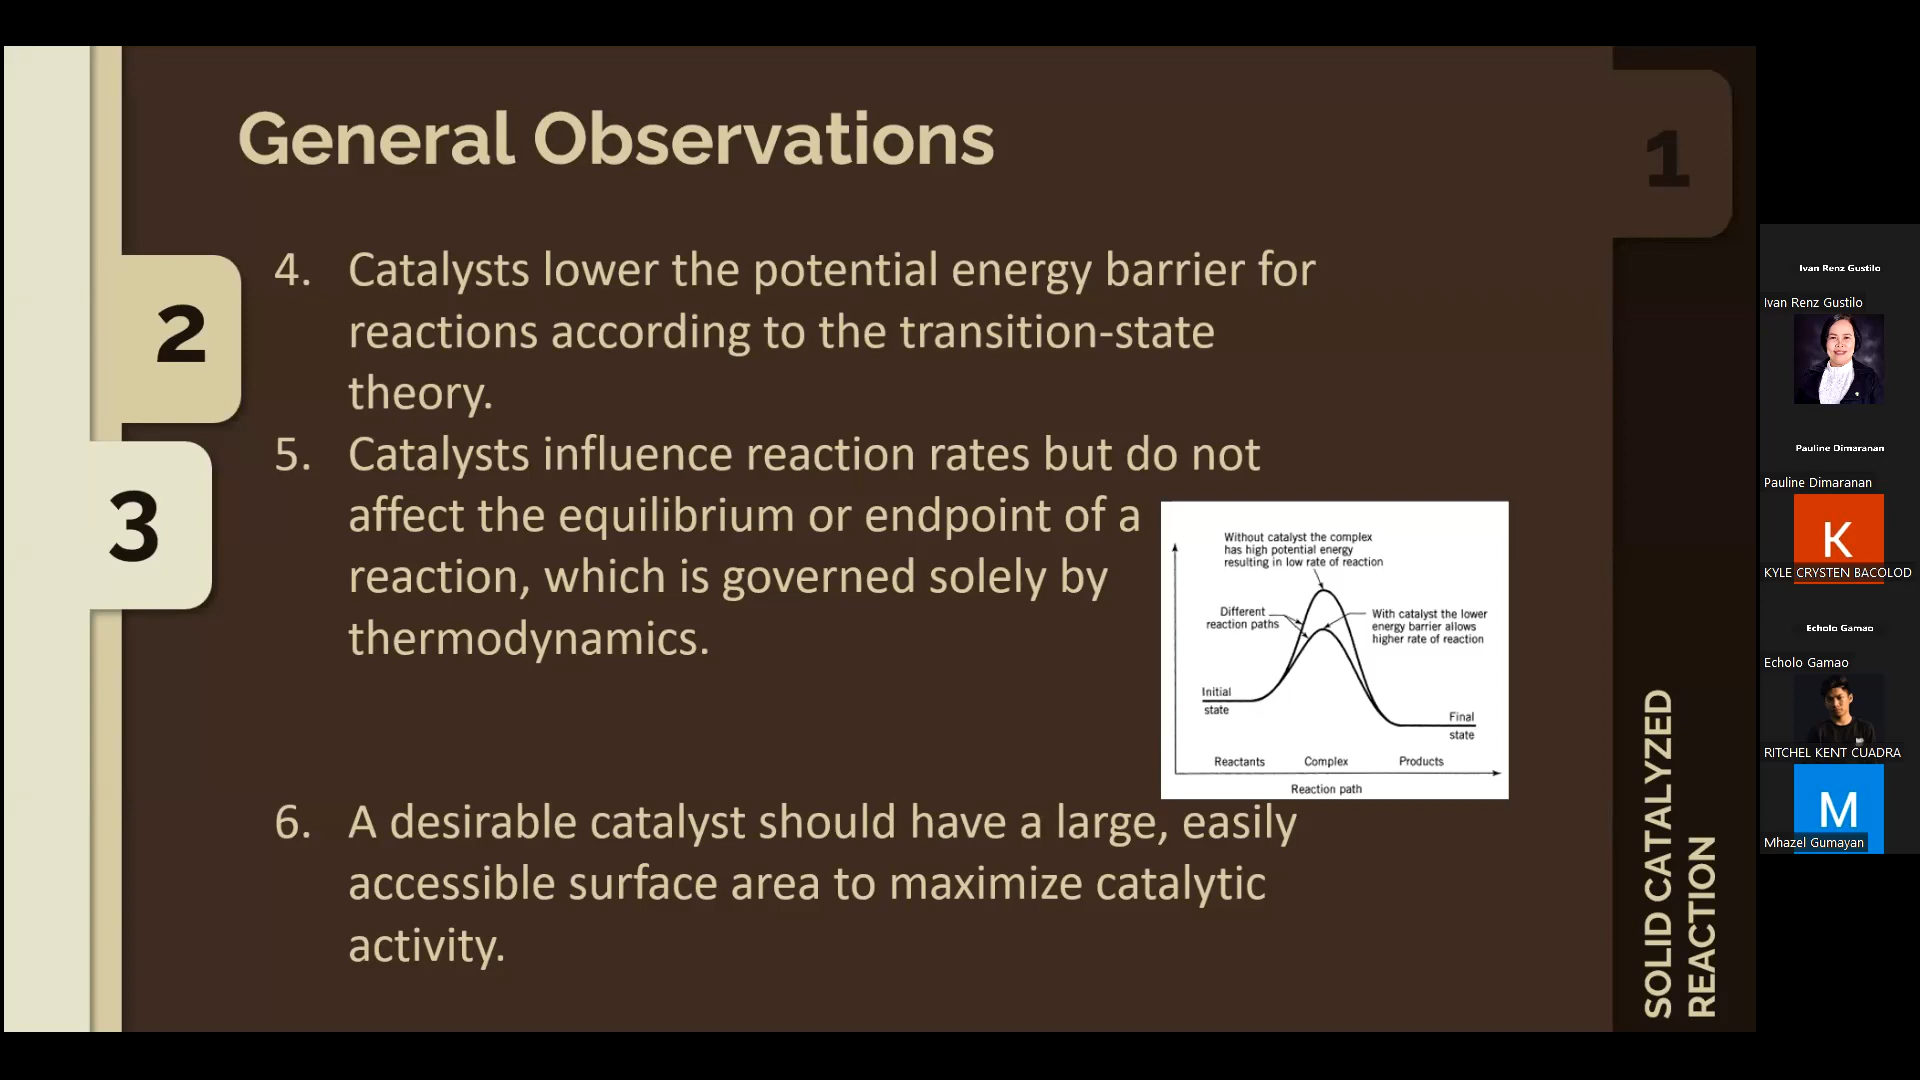 General Observations
1
2
3
4. Catalysts lower the potential energy barrier for
reactions according to the transition-state
theory.
5. Catalysts influence reaction rates but do not
affect the equilibrium or endpoint of a
reaction, which is governed solely by
thermodynamics.
Without catalyst the complex
has high potential energy
resulting in low rate of reaction
Different
reaction paths
With catalyst the lower
energy barrier allows
higher rate of reaction
Initial
state
Final
state
Reactants Complex Products
Reaction path
6. A desirable catalyst should have a large, easily
accessible surface area to maximize catalytic
activity.
SOLID CATALYZED
REACTION
Ivan Renz Gustilo
Ivan Renz Gustilo
Pauline Dimaranan
Pauline Dimaranan
K
KYLE CRYSTEN BACOLOD
Echolo Gamao
Echolo Gamao
RITCHEL KENT CUADRA
M
Mhazel Gumayan